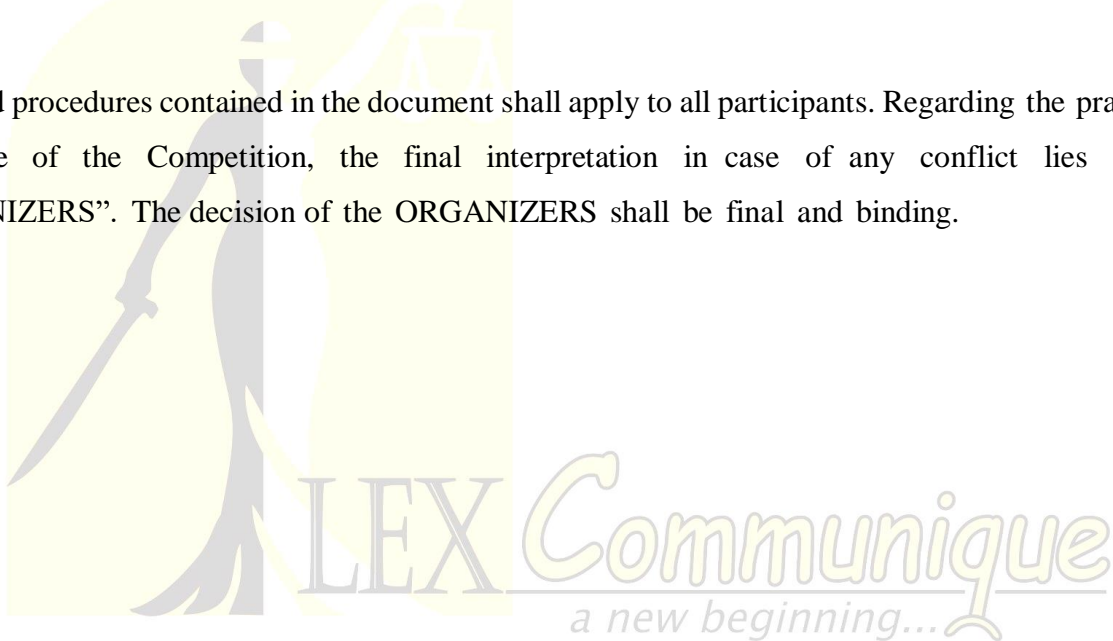 procedures contained in the document shall apply to all participants. Regarding the
of the Competition, the final interpretation in case of any conflict lies
NIZERS”. The decision of the ORGANIZERS shall be final and binding.
LEX Communique
a new beginning...